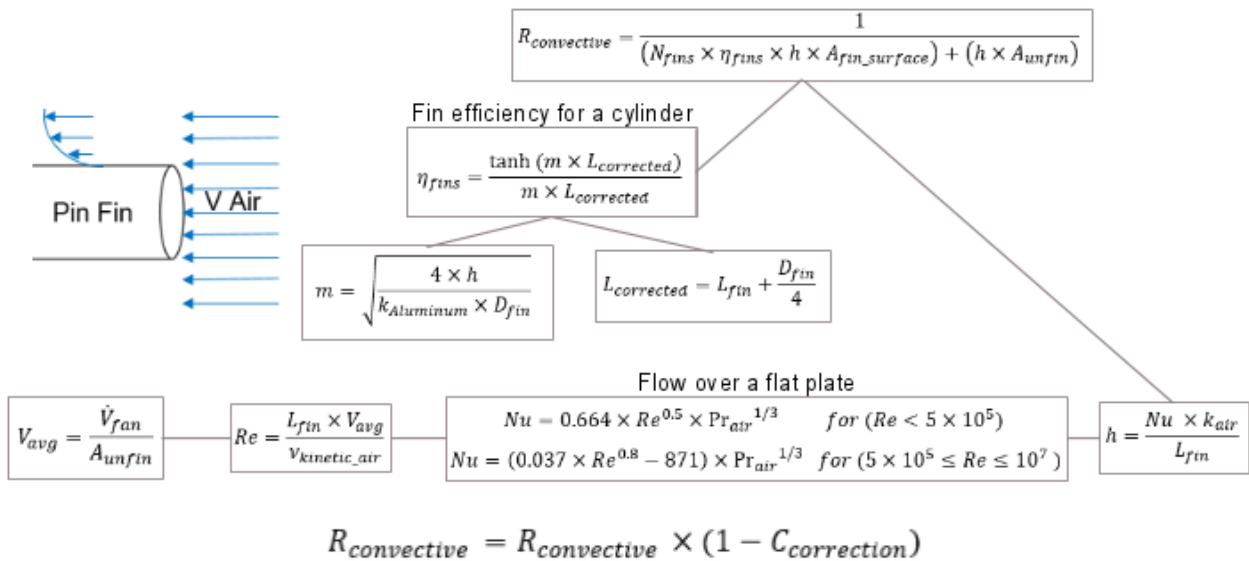 R_convective = 1 / ((N_fins × η_fins × h × A_fin_surface) + (h × A_unfin))
Fin efficiency for a cylinder
η_fins = tanh (m × L_corrected) / (m × L_corrected)
Pin Fin
V Air
m = √((4 × h) / (k_Aluminum × D_fin))
L_corrected = L_fin + D_fin / 4
Flow over a flat plate
V_avg = V̇_fan / A_unfin
Re = (L_fin × V_avg) / ν_kinetic_air
Nu = 0.664 × Re^0.5 × Pr_air^1/3 for (Re < 5 × 10^5)
Nu = (0.037 × Re^0.8 − 871) × Pr_air^1/3 for (5 × 10^5 ≤ Re ≤ 10^7 )
h = (Nu × k_air) / L_fin
R_convective = R_convective × (1 − C_correction)